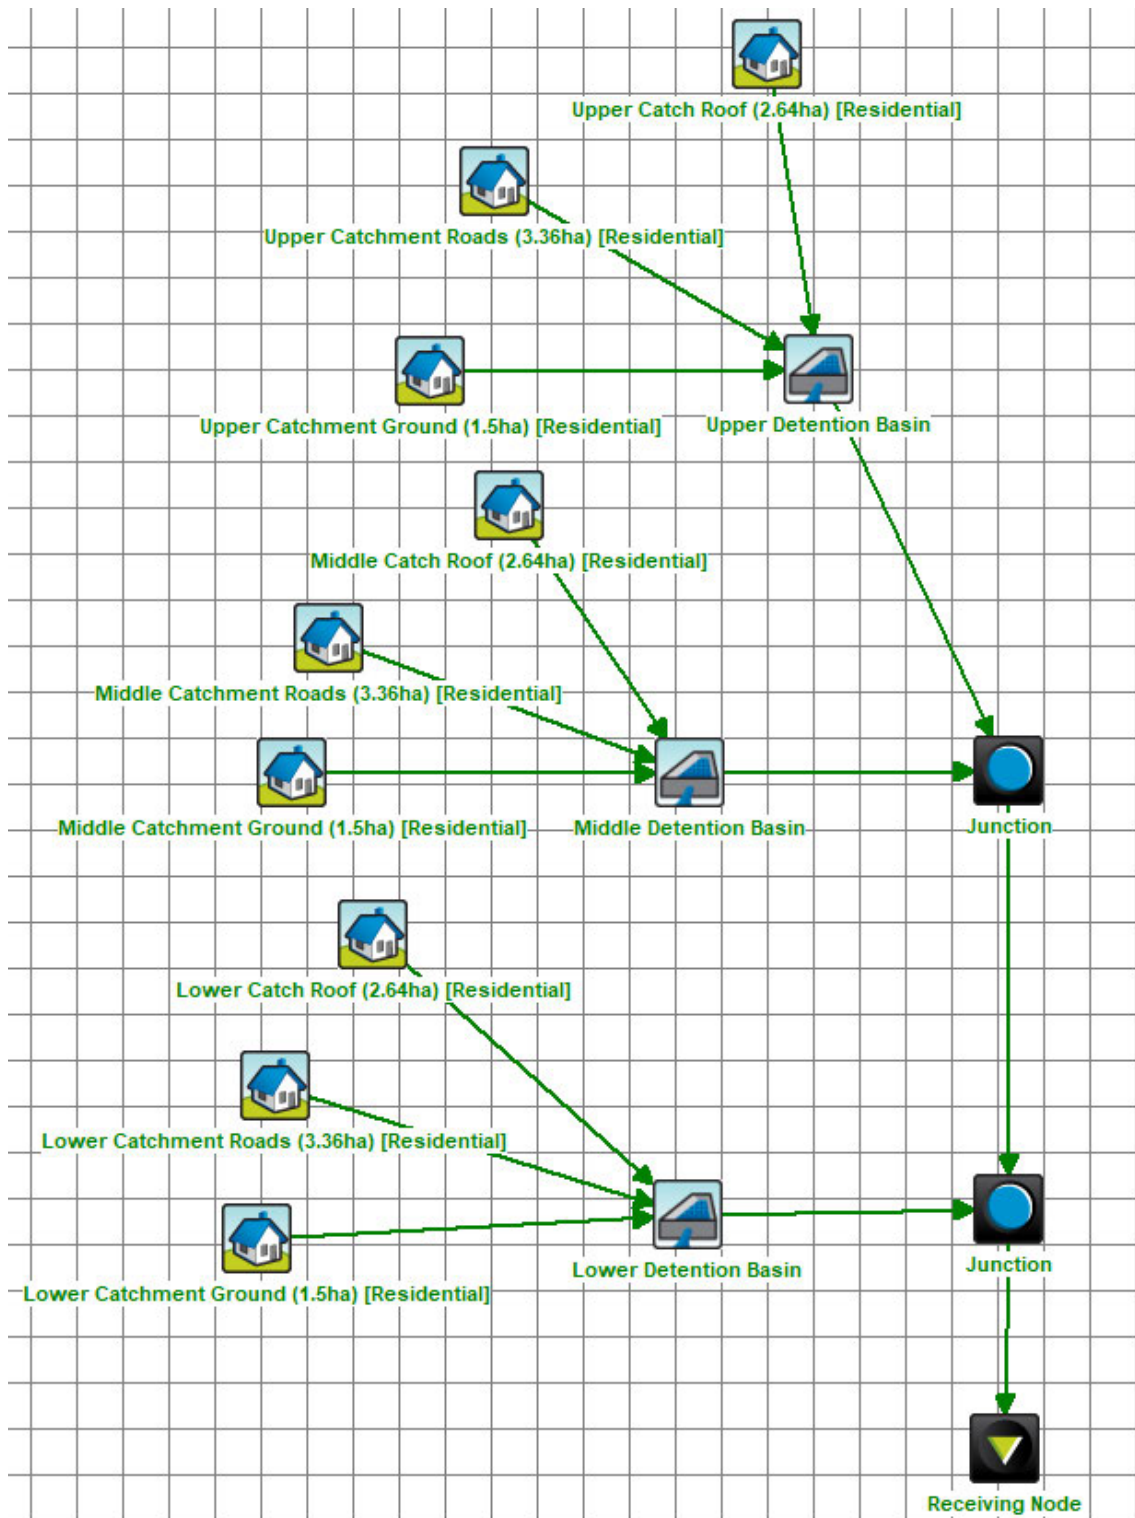 Upper Catch Roof (2.64ha) [Residential]
Upper Catchment Roads (3.36ha) [Residential]
Upper Catchment Ground (1.5ha) [Residential]
Upper Detention Basin
Middle Catch Roof (2.64ha) [Residential]
Middle Catchment Roads (3.36ha) [Residential]
Middle Catchment Ground (1.5ha) [Residential]
Middle Detention Basin
Junction
Lower Catch Roof (2.64ha) [Residential]
Lower Catchment Roads (3.36ha) [Residential]
Lower Catchment Ground (1.5ha) [Residential]
Lower Detention Basin
Junction
Receiving Node